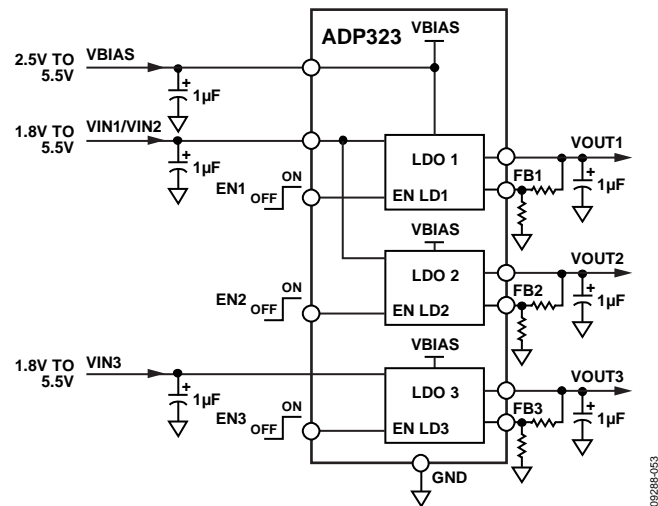 ADP323
VBIAS
2.5V TO
5.5V
VBIAS
+
1µF
1.8V TO
5.5V
VIN1/VIN2
+
1µF
LDO 1
VOUT1
EN1
OFF
ON
EN LD1
FB1
+
1µF
VBIAS
LDO 2
VOUT2
EN2
OFF
ON
EN LD2
FB2
+
1µF
VBIAS
1.8V TO
5.5V
VIN3
+
1µF
LDO 3
VOUT3
EN3
OFF
ON
EN LD3
FB3
+
1µF
GND
09288-053